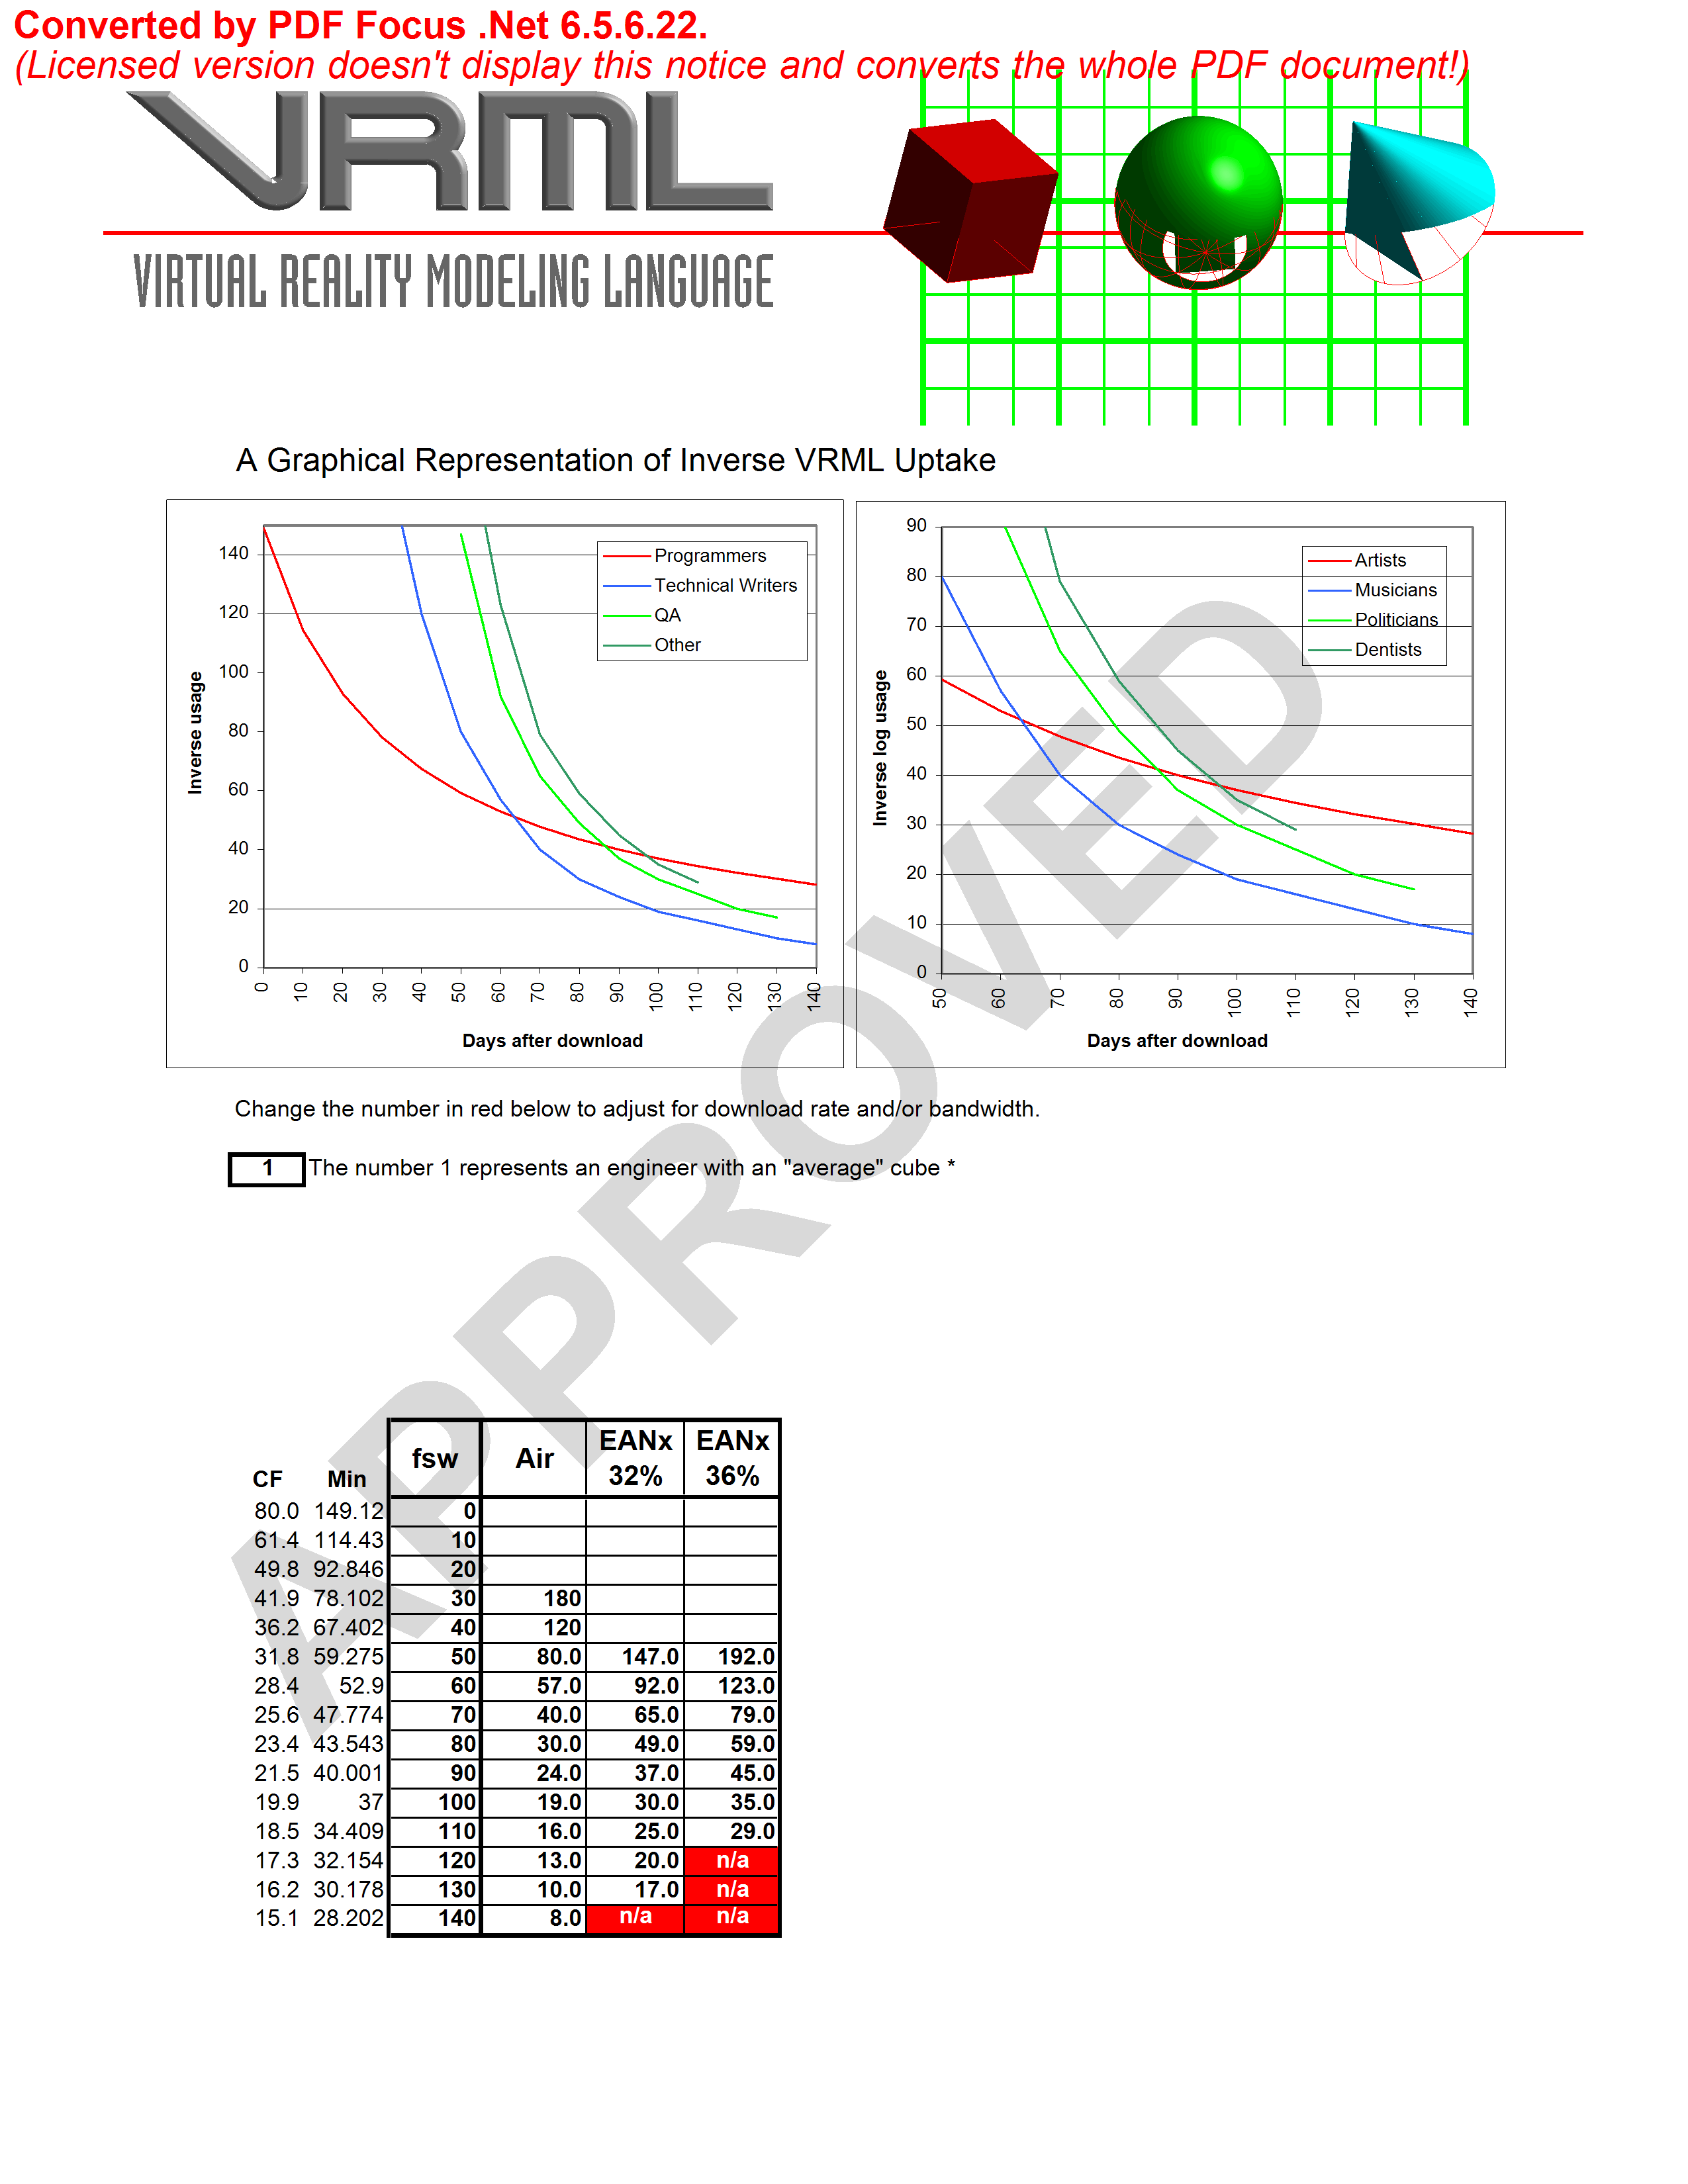 Converted by PDF Focus .Net 6.5.6.22.
(Licensed version doesn't display this notice and converts the whole PDF document!)
VRML
VIRTUAL REALITY MODELING LANGUAGE
A Graphical Representation of Inverse VRML Uptake
140
120
100
80
60
40
20
0
Inverse usage
Programmers
Technical Writers
QA
Other
0 10 20 30 40 50 60 70 80 90 100 110 120 130 140
Days after download
90
80
70
60
50
40
30
20
10
0
Inverse log usage
Artists
Musicians
Politicians
Dentists
50 60 70 80 90 100 110 120 130 140
Days after download
Change the number in red below to adjust for download rate and/or bandwidth.
1 The number 1 represents an engineer with an "average" cube *
APPROVED
CF Min fsw Air EANx 32% EANx 36%
80.0 149.12 0
61.4 114.43 10
49.8 92.846 20
41.9 78.102 30 180
36.2 67.402 40 120
31.8 59.275 50 80.0 147.0 192.0
28.4 52.9 60 57.0 92.0 123.0
25.6 47.774 70 40.0 65.0 79.0
23.4 43.543 80 30.0 49.0 59.0
21.5 40.001 90 24.0 37.0 45.0
19.9 37 100 19.0 30.0 35.0
18.5 34.409 110 16.0 25.0 29.0
17.3 32.154 120 13.0 20.0 n/a
16.2 30.178 130 10.0 17.0 n/a
15.1 28.202 140 8.0 n/a n/a